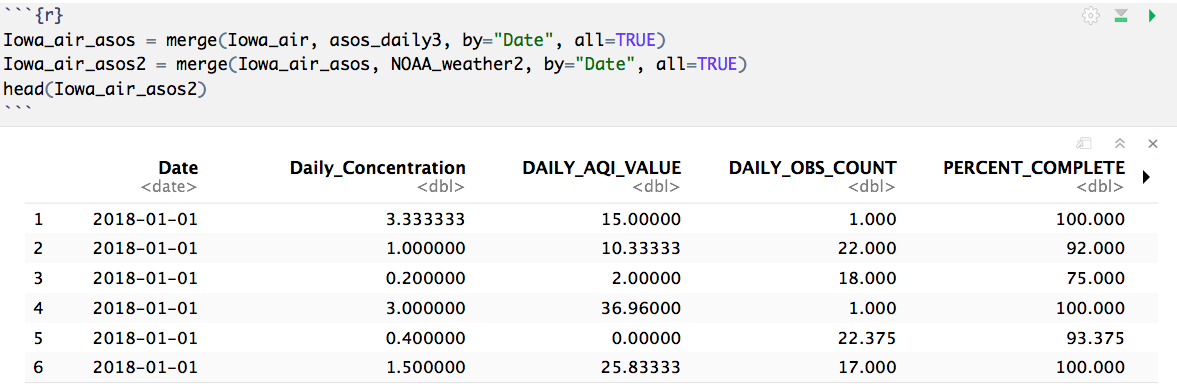 ```{r}
Iowa_air_asos = merge(Iowa_air, asos_daily3, by="Date", all=TRUE)
Iowa_air_asos2 = merge(Iowa_air_asos, NOAA_weather2, by="Date", all=TRUE)
head(Iowa_air_asos2)
```
Date Daily_Concentration DAILY_AQI_VALUE DAILY_OBS_COUNT PERCENT_COMPLETE
<date> <dbl> <dbl> <dbl> <dbl>
1 2018-01-01 3.333333 15.00000 1.000 100.000
2 2018-01-01 1.000000 10.33333 22.000 92.000
3 2018-01-01 0.200000 2.00000 18.000 75.000
4 2018-01-01 3.000000 36.96000 1.000 100.000
5 2018-01-01 0.400000 0.00000 22.375 93.375
6 2018-01-01 1.500000 25.83333 17.000 100.000